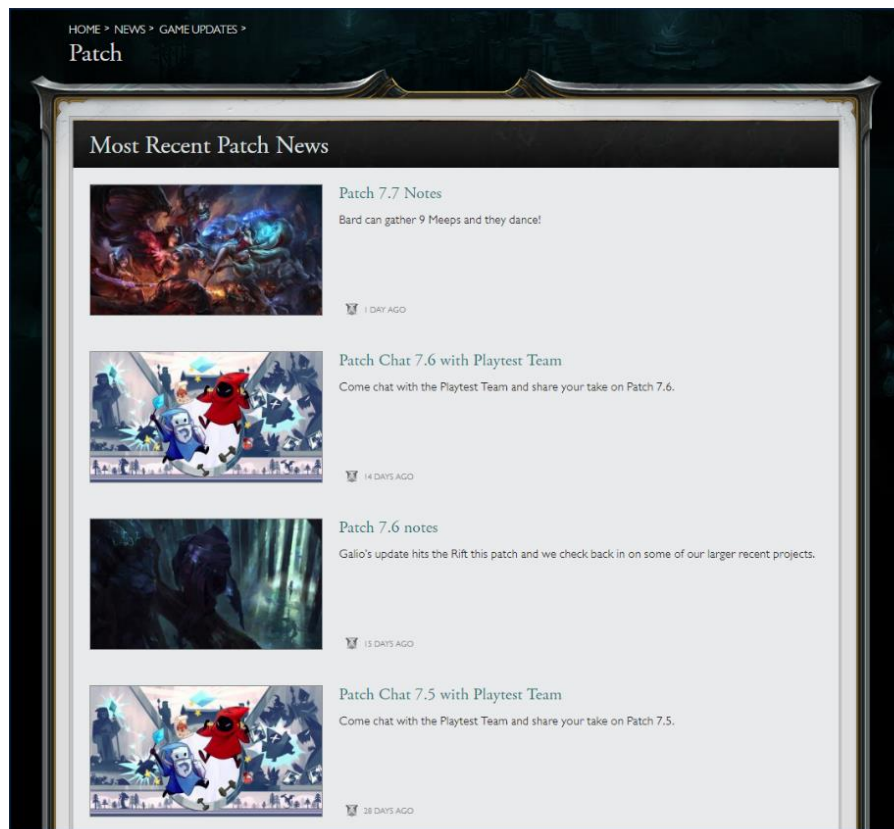 HOME > NEWS > GAME UPDATES >
Patch
Most Recent Patch News
Patch 7.7 Notes
Bard can gather 9 Meeps and they dance!
1 DAY AGO
Patch Chat 7.6 with Playtest Team
Come chat with the Playtest Team and share your take on Patch 7.6.
14 DAYS AGO
Patch 7.6 notes
Galio's update hits the Rift this patch and we check back in on some of our larger recent projects.
15 DAYS AGO
Patch Chat 7.5 with Playtest Team
Come chat with the Playtest Team and share your take on Patch 7.5.
28 DAYS AGO